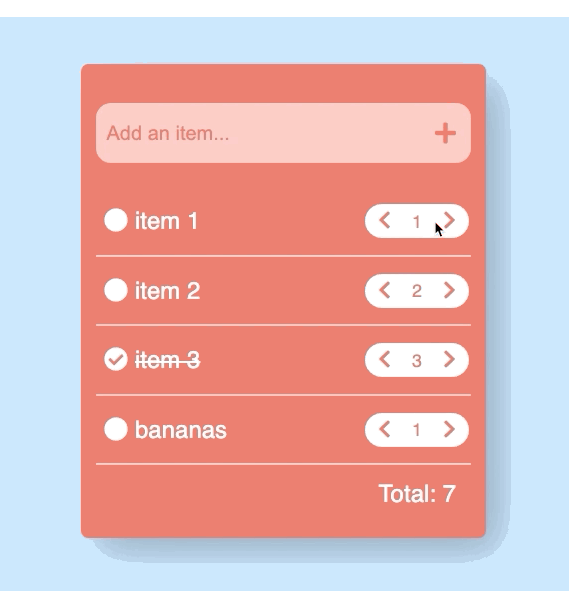 Add an item...
item 1 1
item 2 2
item 3 3
bananas 1
Total: 7